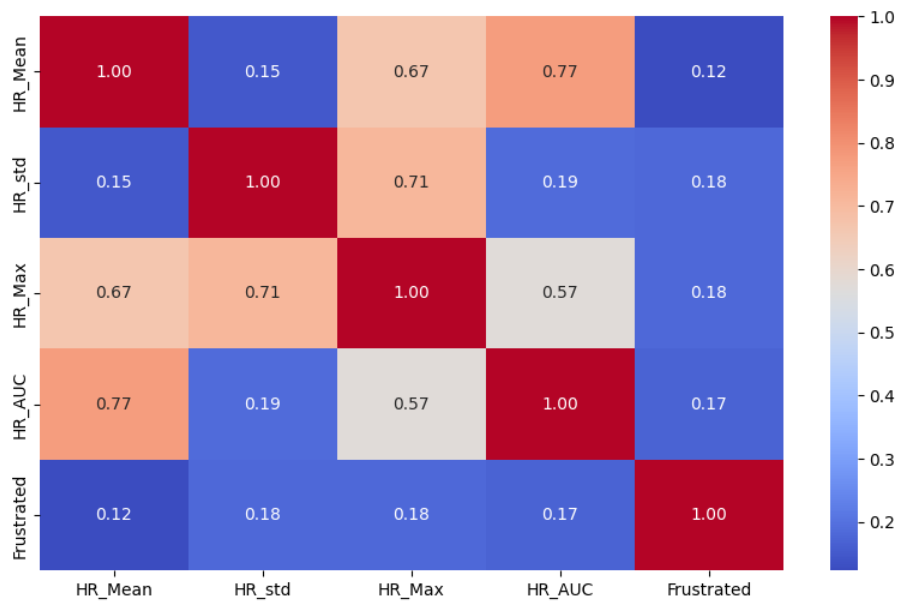 HR_Mean 1.00 0.15 0.67 0.77 0.12
HR_std 0.15 1.00 0.71 0.19 0.18
HR_Max 0.67 0.71 1.00 0.57 0.18
HR_AUC 0.77 0.19 0.57 1.00 0.17
Frustrated 0.12 0.18 0.18 0.17 1.00
HR_Mean HR_std HR_Max HR_AUC Frustrated
1.0
0.9
0.8
0.7
0.6
0.5
0.4
0.3
0.2